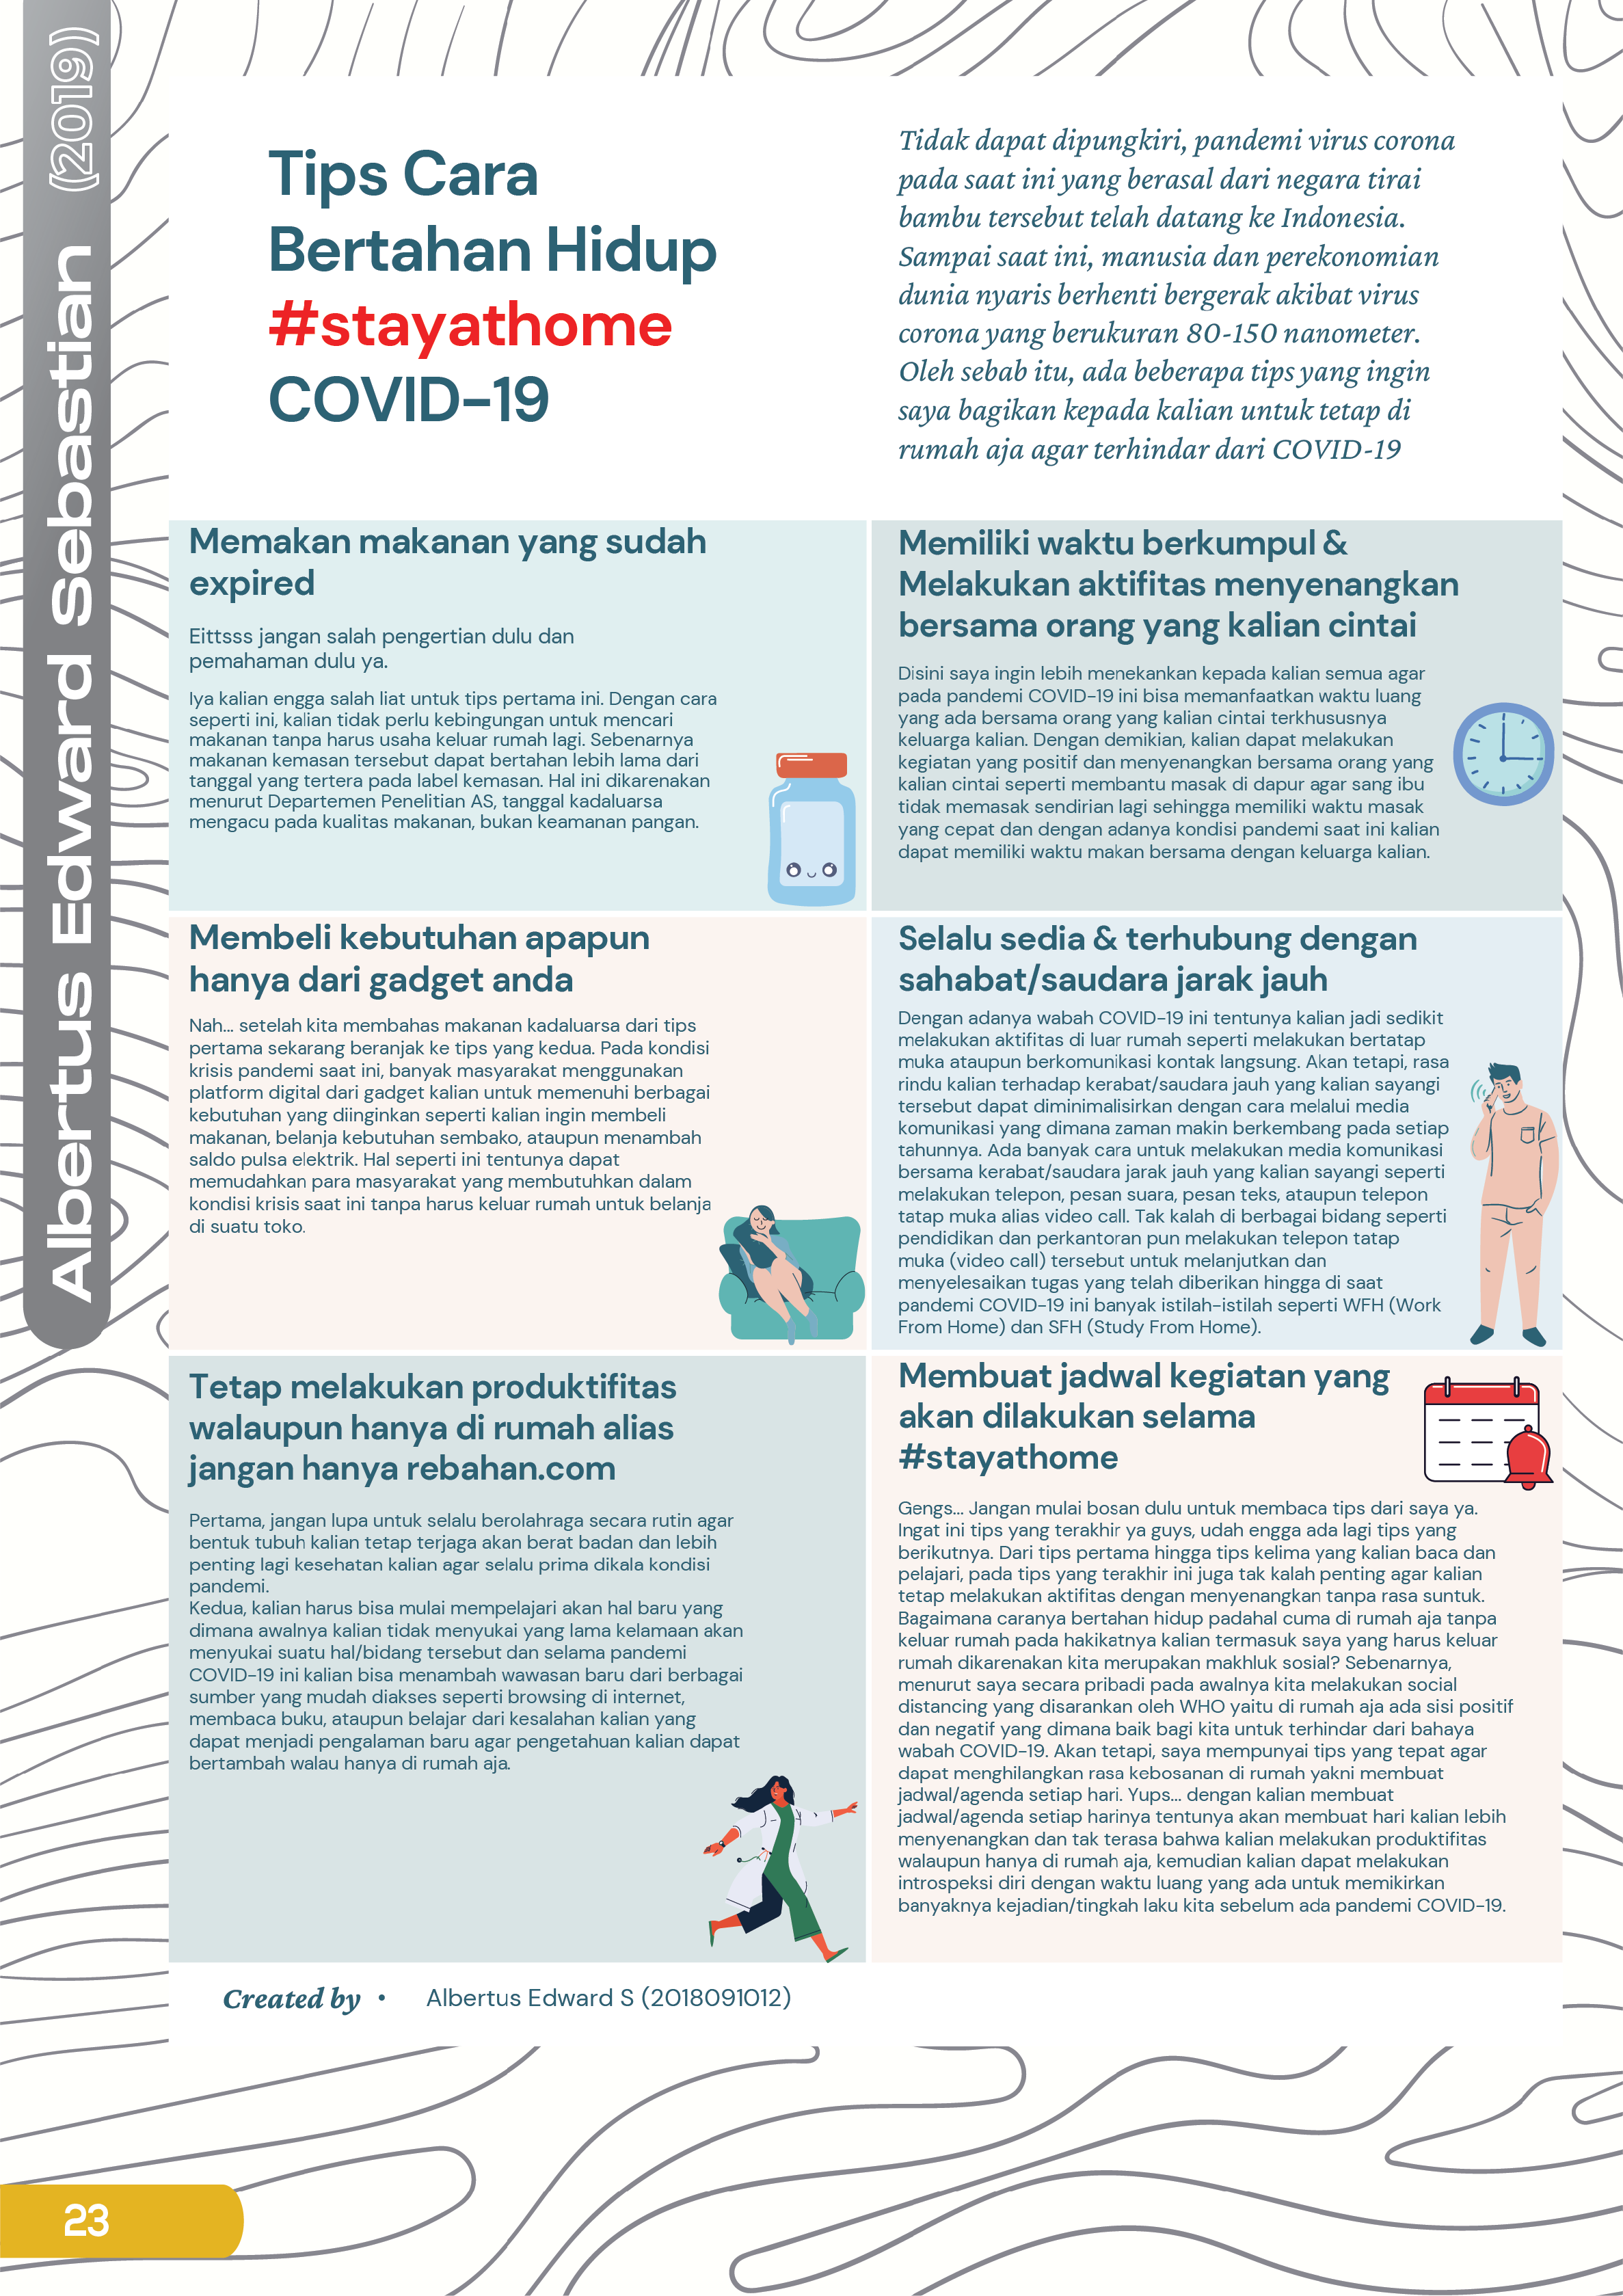 Albertus Edward Sebastian (2019)
Tips Cara
Bertahan Hidup
#stayathome
COVID-19
Tidak dapat dipungkiri, pandemi virus corona
pada saat ini yang berasal dari negara tirai
bambu tersebut telah datang ke Indonesia.
Sampai saat ini, manusia dan perekonomian
dunia nyaris berhenti bergerak akibat virus
corona yang berukuran 80-150 nanometer.
Oleh sebab itu, ada beberapa tips yang ingin
saya bagikan kepada kalian untuk tetap di
rumah aja agar terhindar dari COVID-19
Memakan makanan yang sudah
expired
Eittsss jangan salah pengertian dulu dan
pemahaman dulu ya.
Iya kalian engga salah liat untuk tips pertama ini. Dengan cara
seperti ini, kalian tidak perlu kebingungan untuk mencari
makanan tanpa harus usaha keluar rumah lagi. Sebenarnya
makanan kemasan tersebut dapat bertahan lebih lama dari
tanggal yang tertera pada label kemasan. Hal ini dikarenakan
menurut Departemen Penelitian AS, tanggal kadaluarsa
mengacu pada kualitas makanan, bukan keamanan pangan.
Memiliki waktu berkumpul &
Melakukan aktifitas menyenangkan
bersama orang yang kalian cintai
Disini saya ingin lebih menekankan kepada kalian semua agar
pada pandemi COVID-19 ini bisa memanfaatkan waktu luang
yang ada bersama orang yang kalian cintai terkhususnya
keluarga kalian. Dengan demikian, kalian dapat melakukan
kegiatan yang positif dan menyenangkan bersama orang yang
kalian cintai seperti membantu masak di dapur agar sang ibu
tidak memasak sendirian lagi sehingga memiliki waktu masak
yang cepat dan dengan adanya kondisi pandemi saat ini kalian
dapat memiliki waktu makan bersama dengan keluarga kalian.
Membeli kebutuhan apapun
hanya dari gadget anda
Nah... setelah kita membahas makanan kadaluarsa dari tips
pertama sekarang beranjak ke tips yang kedua. Pada kondisi
krisis pandemi saat ini, banyak masyarakat menggunakan
platform digital dari gadget kalian untuk memenuhi berbagai
kebutuhan yang diinginkan seperti kalian ingin membeli
makanan, belanja kebutuhan sembako, ataupun menambah
saldo pulsa elektrik. Hal seperti ini tentunya dapat
memudahkan para masyarakat yang membutuhkan dalam
kondisi krisis saat ini tanpa harus keluar rumah untuk belanja
di suatu toko.
Selalu sedia & terhubung dengan
sahabat/saudara jarak jauh
Dengan adanya wabah COVID-19 ini tentunya kalian jadi sedikit
melakukan aktifitas di luar rumah seperti melakukan bertatap
muka ataupun berkomunikasi kontak langsung. Akan tetapi, rasa
rindu kalian terhadap kerabat/saudara jauh yang kalian sayangi
tersebut dapat diminimalisirkan dengan cara melalui media
komunikasi yang dimana zaman makin berkembang pada setiap
tahunnya. Ada banyak cara untuk melakukan media komunikasi
bersama kerabat/saudara jarak jauh yang kalian sayangi seperti
melakukan telepon, pesan suara, pesan teks, ataupun telepon
tatap muka alias video call. Tak kalah di berbagai bidang seperti
pendidikan dan perkantoran pun melakukan telepon tatap
muka (video call) tersebut untuk melanjutkan dan
menyelesaikan tugas yang telah diberikan hingga di saat
pandemi COVID-19 ini banyak istilah-istilah seperti WFH (Work
From Home) dan SFH (Study From Home).
Tetap melakukan produktifitas
walaupun hanya di rumah alias
jangan hanya rebahan.com
Pertama, jangan lupa untuk selalu berolahraga secara rutin agar
bentuk tubuh kalian tetap terjaga akan berat badan dan lebih
penting lagi kesehatan kalian agar selalu prima dikala kondisi
pandemi.
Kedua, kalian harus bisa mulai mempelajari akan hal baru yang
dimana awalnya kalian tidak menyukai yang lama kelamaan akan
menyukai suatu hal/bidang tersebut dan selama pandemi
COVID-19 ini kalian bisa menambah wawasan baru dari berbagai
sumber yang mudah diakses seperti browsing di internet,
membaca buku, ataupun belajar dari kesalahan kalian yang
dapat menjadi pengalaman baru agar pengetahuan kalian dapat
bertambah walau hanya di rumah aja.
Membuat jadwal kegiatan yang
akan dilakukan selama
#stayathome
Gengs... Jangan mulai bosan dulu untuk membaca tips dari saya ya.
Ingat ini tips yang terakhir ya guys, udah engga ada lagi tips yang
berikutnya. Dari tips pertama hingga tips kelima yang kalian baca dan
pelajari, pada tips yang terakhir ini juga tak kalah penting agar kalian
tetap melakukan aktifitas dengan menyenangkan tanpa rasa suntuk.
Bagaimana caranya bertahan hidup padahal cuma di rumah aja tanpa
keluar rumah pada hakikatnya kalian termasuk saya yang harus keluar
rumah dikarenakan kita merupakan makhluk sosial? Sebenarnya,
menurut saya secara pribadi pada awalnya kita melakukan social
distancing yang disarankan oleh WHO yaitu di rumah aja ada sisi positif
dan negatif yang dimana baik bagi kita untuk terhindar dari bahaya
wabah COVID-19. Akan tetapi, saya mempunyai tips yang tepat agar
dapat menghilangkan rasa kebosanan di rumah yakni membuat
jadwal/agenda setiap hari. Yups... dengan kalian membuat
jadwal/agenda setiap harinya tentunya akan membuat hari kalian lebih
menyenangkan dan tak terasa bahwa kalian melakukan produktifitas
walaupun hanya di rumah aja, kemudian kalian dapat melakukan
introspeksi diri dengan waktu luang yang ada untuk memikirkan
banyaknya kejadian/tingkah laku kita sebelum ada pandemi COVID-19.
Created by • Albertus Edward S (2018091012)
23